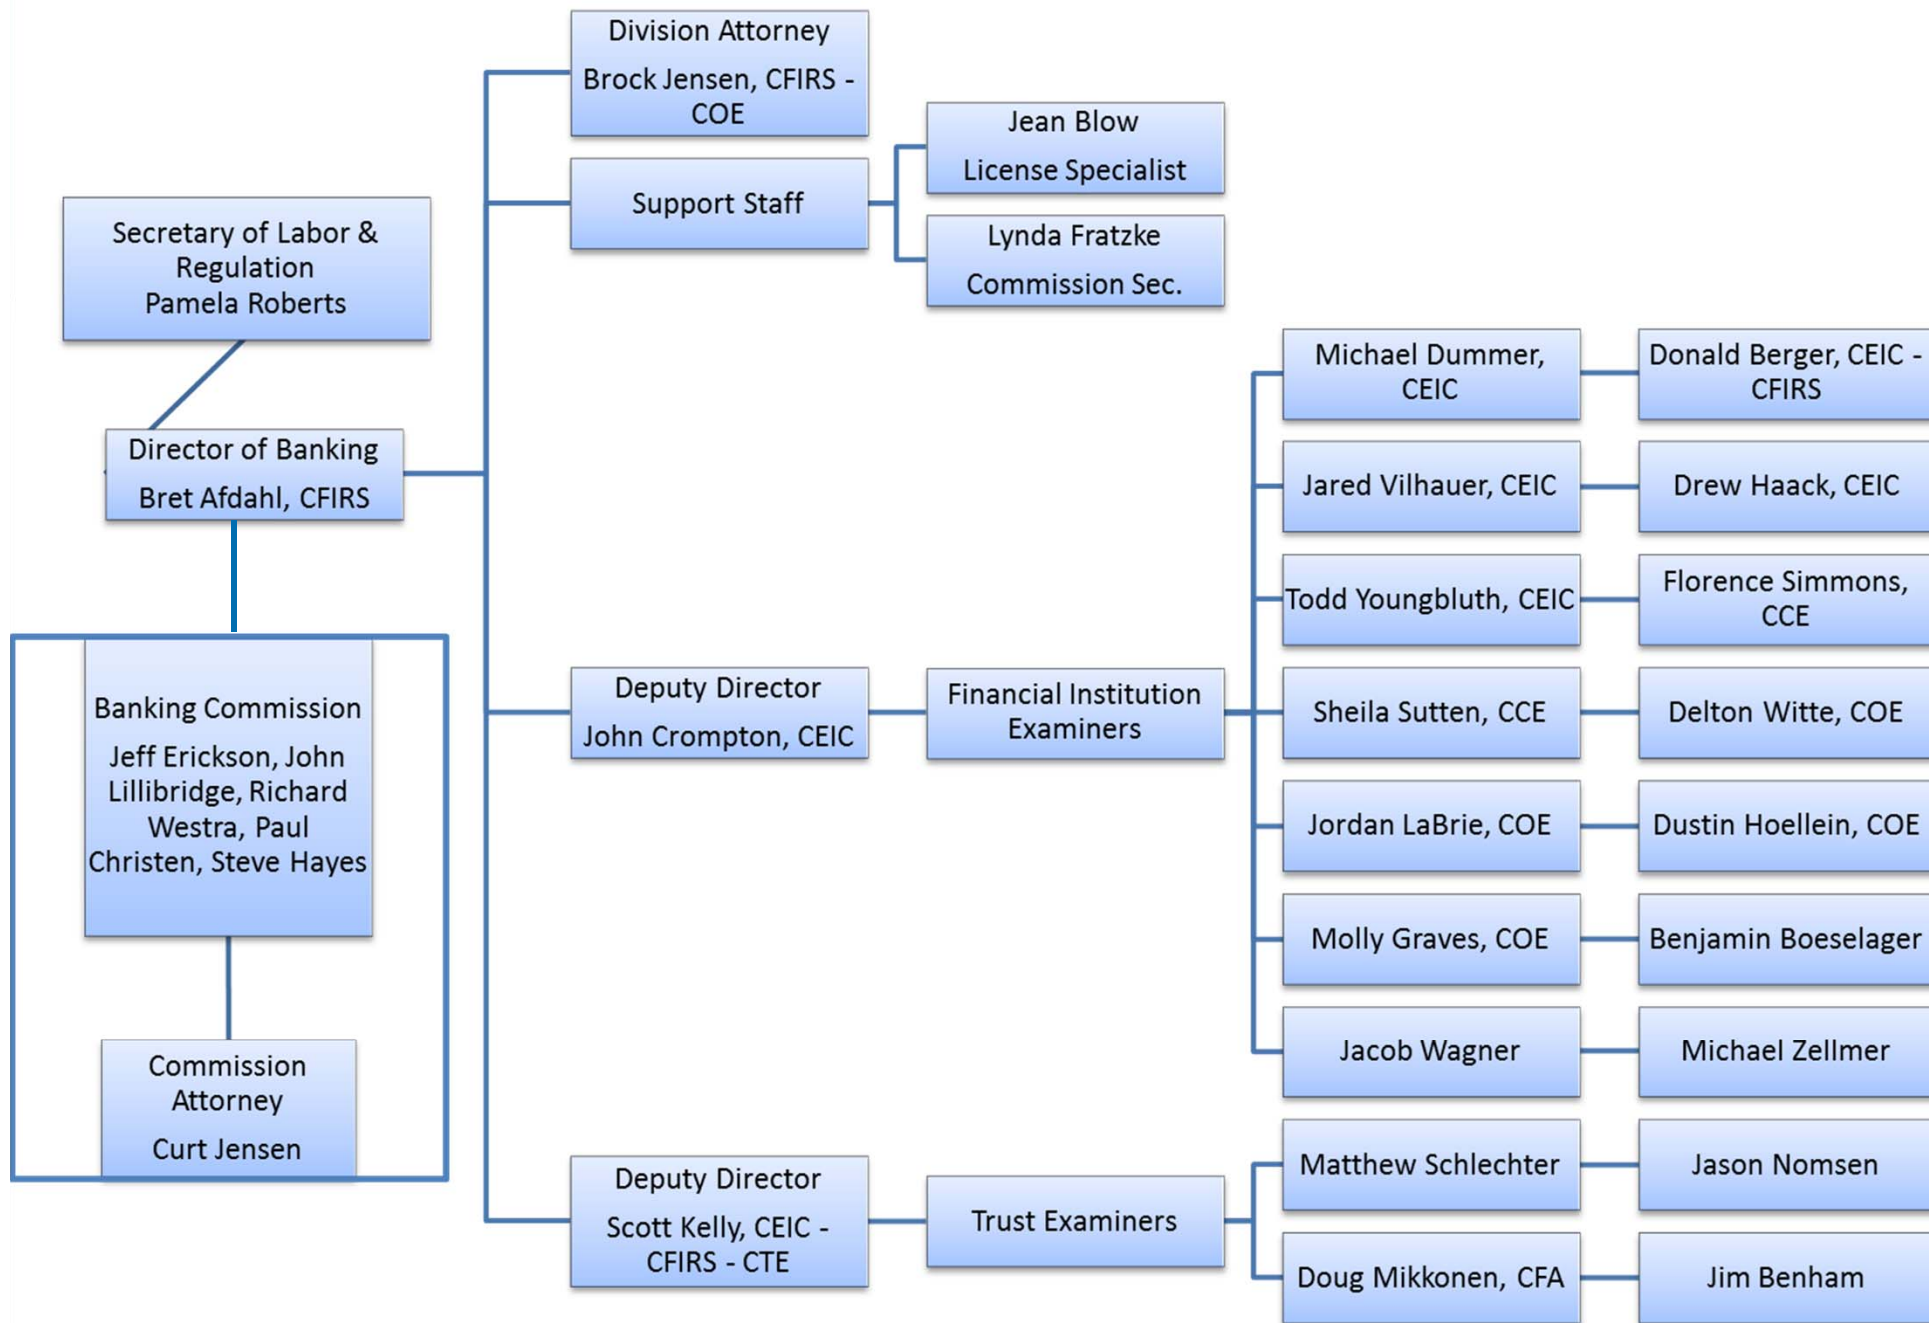 Division Attorney
Brock Jensen, CFIRS -
COE
Jean Blow
License Specialist
Support Staff
Lynda Fratzke
Commission Sec.
Secretary of Labor &
Regulation
Pamela Roberts
Director of Banking
Bret Afdahl, CFIRS
Banking Commission
Jeff Erickson, John
Lillibridge, Richard
Westra, Paul
Christen, Steve Hayes
Commission
Attorney
Curt Jensen
Deputy Director
John Crompton, CEIC
Financial Institution
Examiners
Michael Dummer,
CEIC
Donald Berger, CEIC -
CFIRS
Jared Vilhauer, CEIC
Drew Haack, CEIC
Todd Youngbluth, CEIC
Florence Simmons,
CCE
Sheila Sutten, CCE
Delton Witte, COE
Jordan LaBrie, COE
Dustin Hoellein, COE
Molly Graves, COE
Benjamin Boeselager
Jacob Wagner
Michael Zellmer
Deputy Director
Scott Kelly, CEIC -
CFIRS - CTE
Trust Examiners
Matthew Schlechter
Jason Nomsen
Doug Mikkonen, CFA
Jim Benham